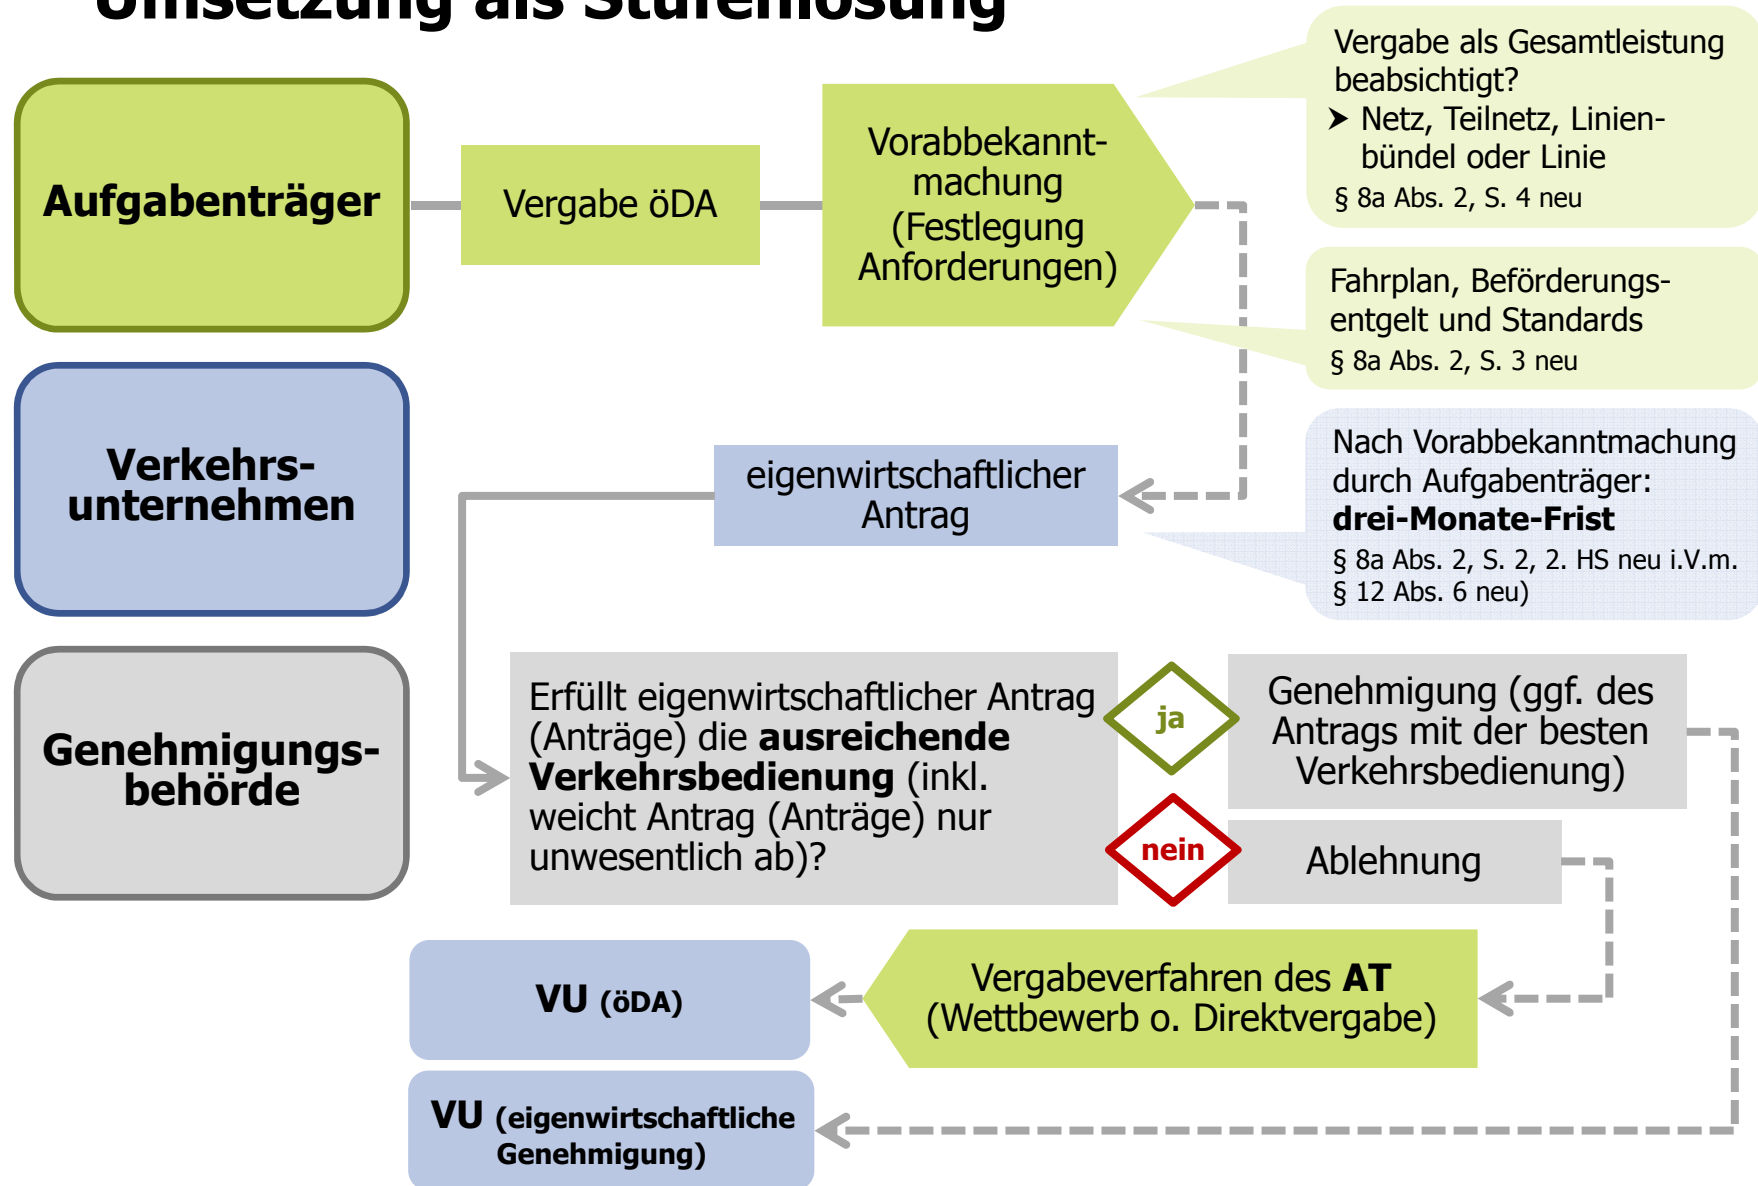 Umsetzung als Stufenlösung
Aufgabenträger
Vergabe öDA
Vorabbekannt-
machung
(Festlegung
Anforderungen)
Vergabe als Gesamtleistung
beabsichtigt?
➤ Netz, Teilnetz, Linien-
bündel oder Linie
§ 8a Abs. 2, S. 4 neu
Fahrplan, Beförderungs-
entgelt und Standards
§ 8a Abs. 2, S. 3 neu
Verkehrs-
unternehmen
eigenwirtschaftlicher
Antrag
Nach Vorabbekanntmachung
durch Aufgabenträger:
drei-Monate-Frist
§ 8a Abs. 2, S. 2, 2. HS neu i.V.m.
§ 12 Abs. 6 neu)
Genehmigungs-
behörde
Erfüllt eigenwirtschaftlicher Antrag
(Anträge) die ausreichende
Verkehrsbedienung (inkl.
weicht Antrag (Anträge) nur
unwesentlich ab)?
ja
Genehmigung (ggf. des
Antrags mit der besten
Verkehrsbedienung)
nein
Ablehnung
VU (öDA)
Vergabeverfahren des AT
(Wettbewerb o. Direktvergabe)
VU (eigenwirtschaftliche
Genehmigung)